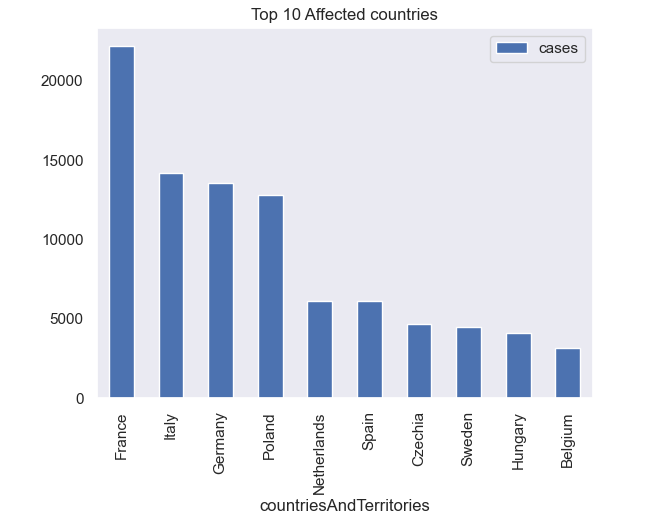 Top 10 Affected countries
cases
20000
15000
10000
5000
0
France
Italy
Germany
Poland
Netherlands
Spain
Czechia
Sweden
Hungary
Belgium
countriesAndTerritories